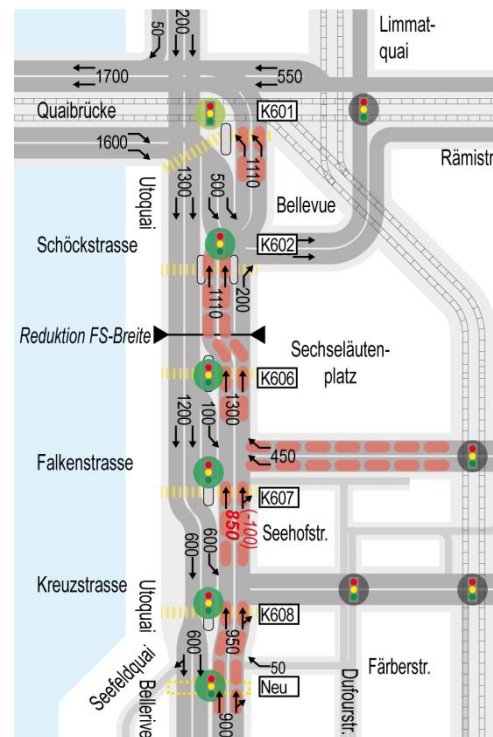 50
200
Limmat-
quai
1700
550
Quaibrücke
K601
1600
Rämistr
1110
Utoquai
1300
500
Bellevue
Schöckstrasse
K602
1110
200
Reduktion FS-Breite
Sechseläuten-
platz
K606
1200
100
1300
Falkenstrasse
450
K607
850
(-100)
600
600
Seehofstr.
Kreuzstrasse
Utoquai
K608
950
600
Seefeldquai
50
Färberstr.
Neu
Bellerive
900
Dufourstr.